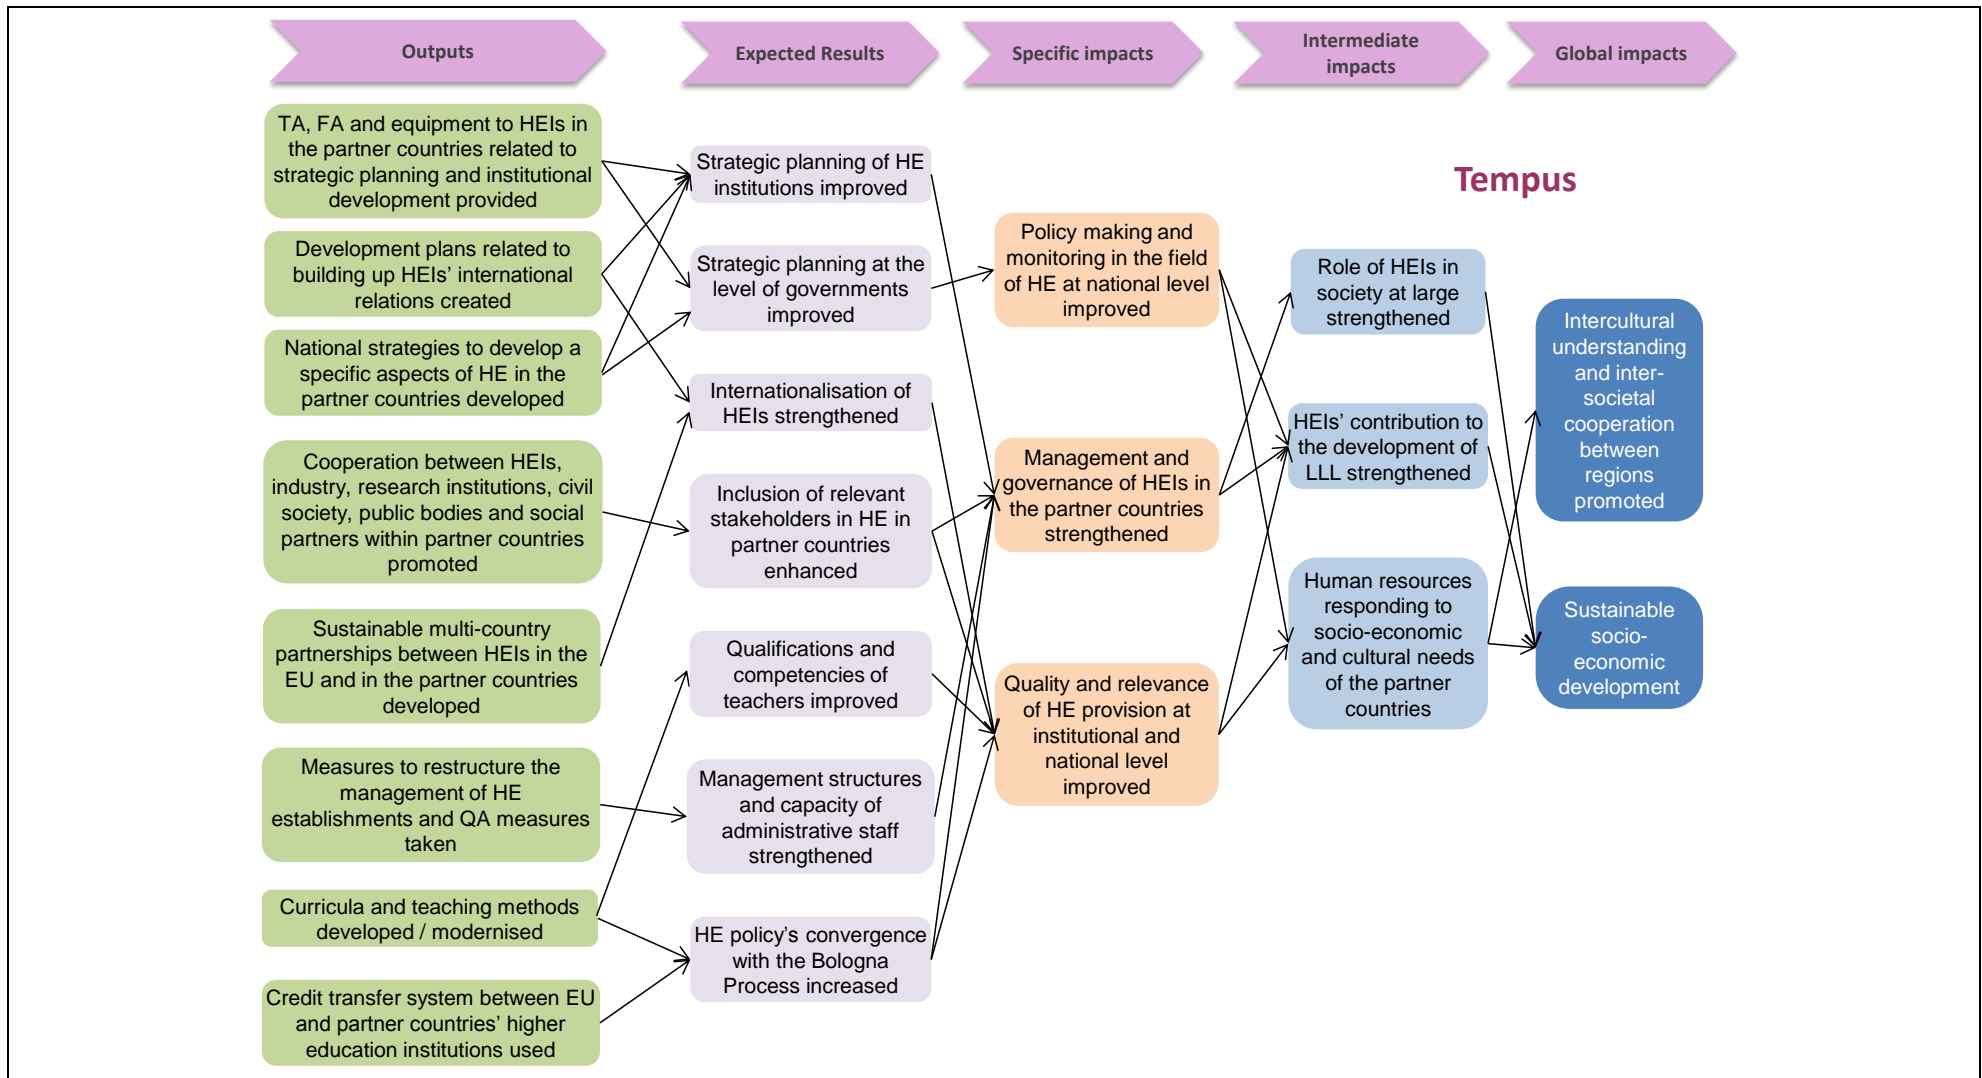 Outputs
Expected Results
Specific impacts
Intermediate
impacts
Global impacts
Tempus
TA, FA and equipment to HEIs in
the partner countries related to
strategic planning and institutional
development provided
Development plans related to
building up HEIs' international
relations created
National strategies to develop a
specific aspects of HE in the
partner countries developed
Cooperation between HEIs,
industry, research institutions, civil
society, public bodies and social
partners within partner countries
promoted
Sustainable multi-country
partnerships between HEIs in the
EU and in the partner countries
developed
Measures to restructure the
management of HE
establishments and QA measures
taken
Curricula and teaching methods
developed / modernised
Credit transfer system between EU
and partner countries' higher
education institutions used
Strategic planning of HE
institutions improved
Strategic planning at the
level of governments
improved
Internationalisation of
HEIs strengthened
Inclusion of relevant
stakeholders in HE in
partner countries
enhanced
Qualifications and
competencies of
teachers improved
Management structures
and capacity of
administrative staff
strengthened
HE policy's convergence
with the Bologna
Process increased
Policy making and
monitoring in the field
of HE at national level
improved
Management and
governance of HEIs in
the partner countries
strengthened
Quality and relevance
of HE provision at
institutional and
national level
improved
Role of HEIs in
society at large
strengthened
HEIs' contribution to
the development of
LLL strengthened
Human resources
responding to
socio-economic
and cultural needs
of the partner
countries
Intercultural
understanding
and inter-
societal
cooperation
between
regions
promoted
Sustainable
socio-
economic
development